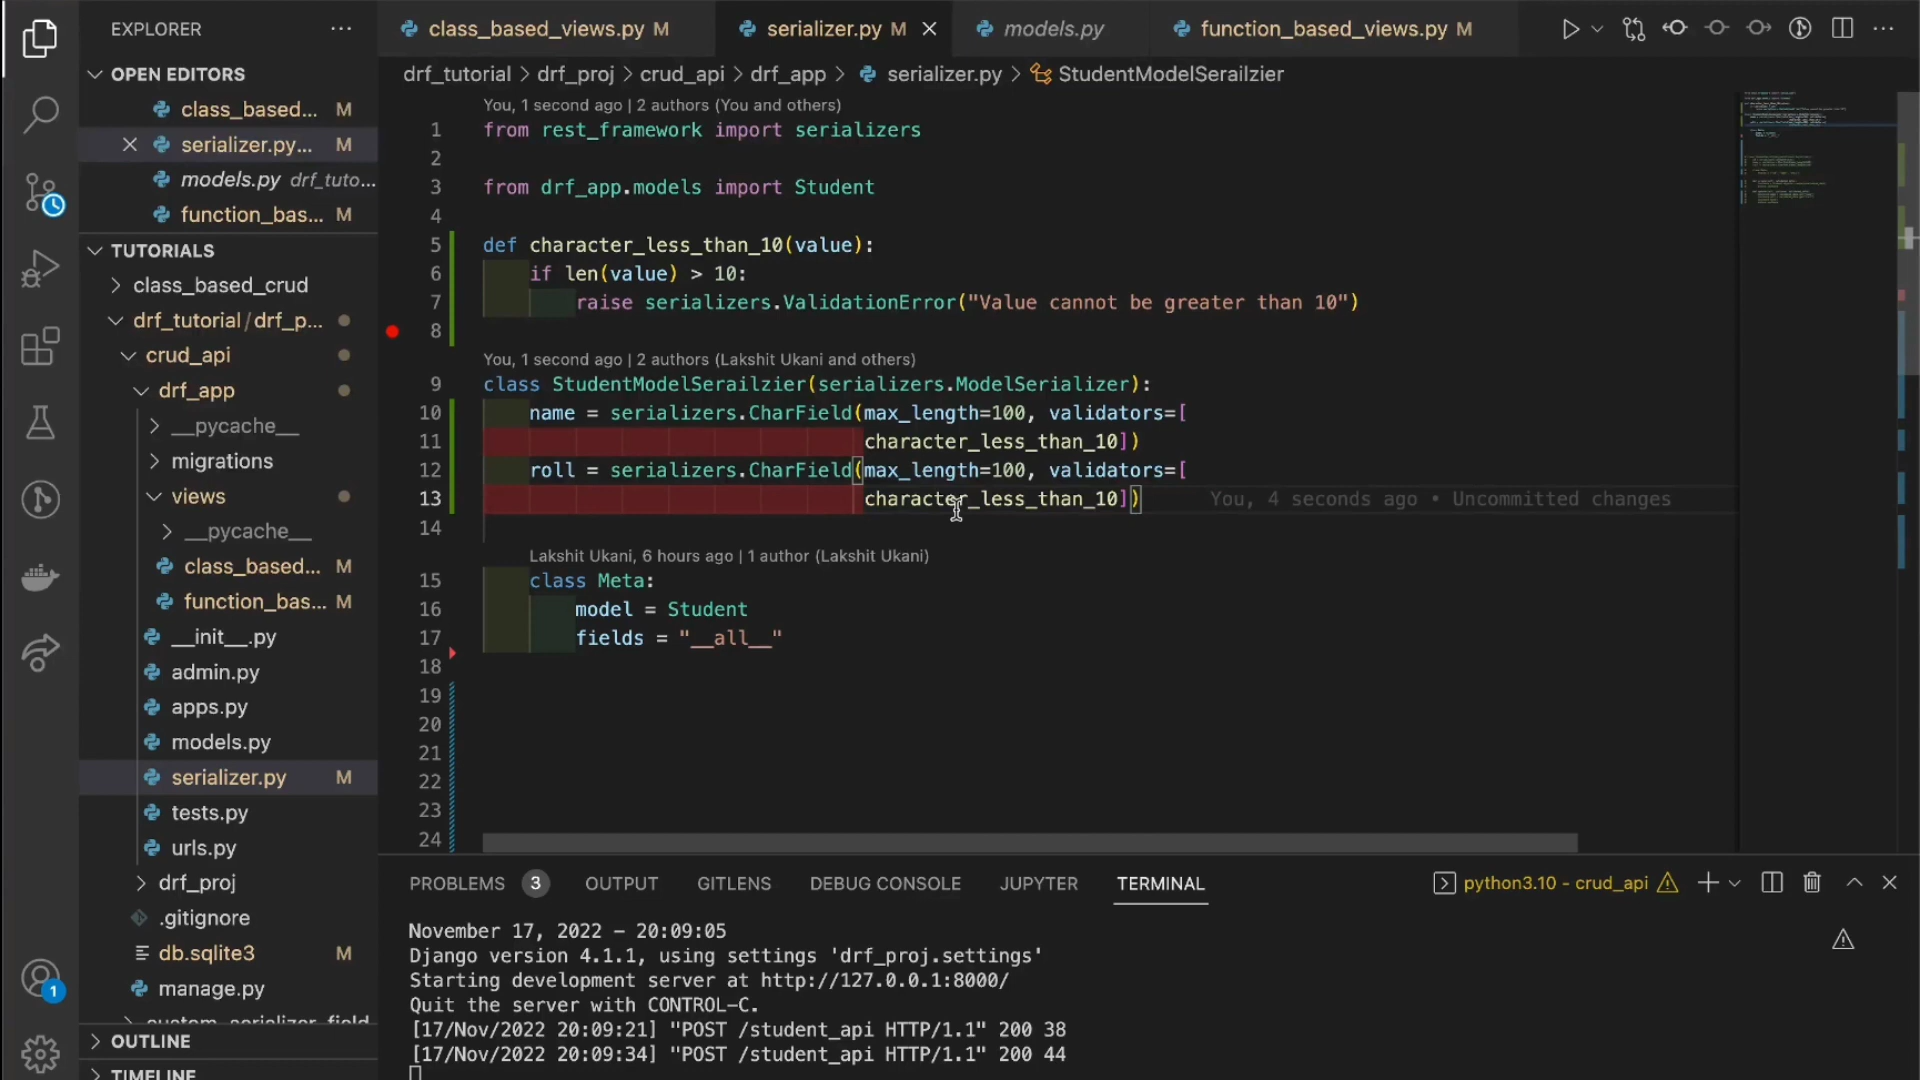 EXPLORER
OPEN EDITORS
class_based... M
serializer.py... M
models.py drf_tuto...
function_bas... M
TUTORIALS
class_based_crud
drf_tutorial/drf_p...
crud_api
drf_app
__pycache__
migrations
views
__pycache__
class_based... M
function_bas... M
__init__.py
admin.py
apps.py
models.py
serializer.py M
tests.py
urls.py
drf_proj
.gitignore
db.sqlite3 M
manage.py
custom_serializer_field
OUTLINE
TIMELINE
1
class_based_views.py M
serializer.py M
models.py
function_based_views.py M
drf_tutorial > drf_proj > crud_api > drf_app > serializer.py > StudentModelSerailzier
You, 1 second ago | 2 authors (You and others)
1 from rest_framework import serializers
2
3 from drf_app.models import Student
4
5 def character_less_than_10(value):
6 if len(value) > 10:
7 raise serializers.ValidationError("Value cannot be greater than 10")
8
You, 1 second ago | 2 authors (Lakshit Ukani and others)
9 class StudentModelSerailzier(serializers.ModelSerializer):
10 name = serializers.CharField(max_length=100, validators=[
11 character_less_than_10])
12 roll = serializers.CharField(max_length=100, validators=[
13 character_less_than_10]) You, 4 seconds ago • Uncommitted changes
14
Lakshit Ukani, 6 hours ago | 1 author (Lakshit Ukani)
15 class Meta:
16 model = Student
17 fields = "__all__"
18
19
20
21
22
23
24
PROBLEMS 3 OUTPUT GITLENS DEBUG CONSOLE JUPYTER TERMINAL python3.10 - crud_api
November 17, 2022 - 20:09:05
Django version 4.1.1, using settings 'drf_proj.settings'
Starting development server at http://127.0.0.1:8000/
Quit the server with CONTROL-C.
[17/Nov/2022 20:09:21] "POST /student_api HTTP/1.1" 200 38
[17/Nov/2022 20:09:34] "POST /student_api HTTP/1.1" 200 44